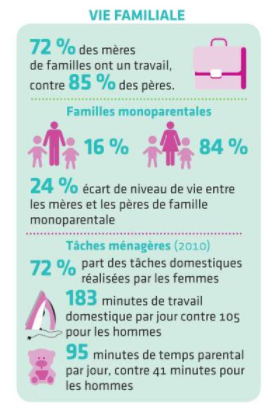 VIE FAMILIALE
72 % des mères
de familles ont un travail,
contre 85 % des pères.
Familles monoparentales
16 % 84 %
24 % écart de niveau de vie entre
les mères et les pères de famille
monoparentale
Tâches ménagères (2010)
72 % part des tâches domestiques
réalisées par les femmes
183 minutes de travail
domestique par jour contre 105
pour les hommes
95 minutes de temps parental
par jour, contre 41 minutes pour
les hommes